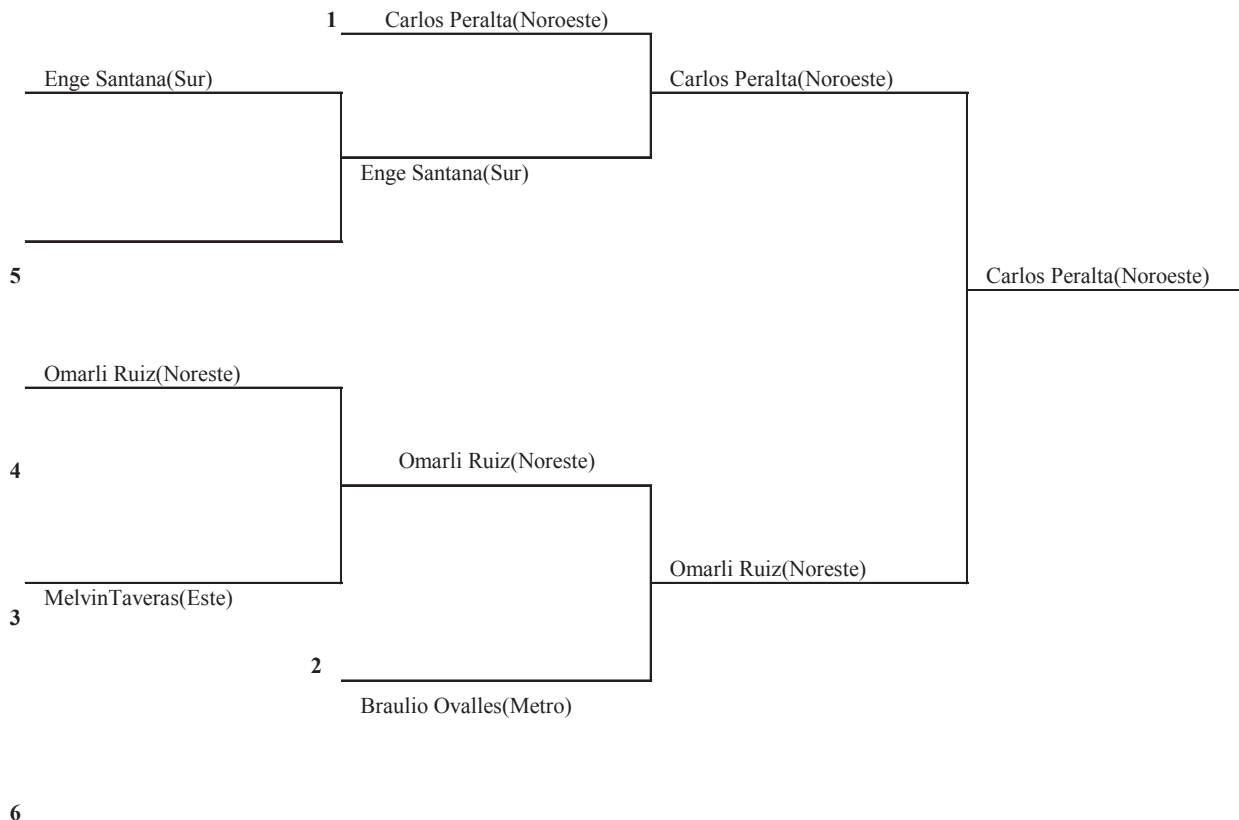 1 Carlos Peralta(Noroeste)
Enge Santana(Sur)
Carlos Peralta(Noroeste)
Enge Santana(Sur)
5
Carlos Peralta(Noroeste)
Omarli Ruiz(Noreste)
4
Omarli Ruiz(Noreste)
Omarli Ruiz(Noreste)
MelvinTaveras(Este)
3
2
Braulio Ovalles(Metro)
6